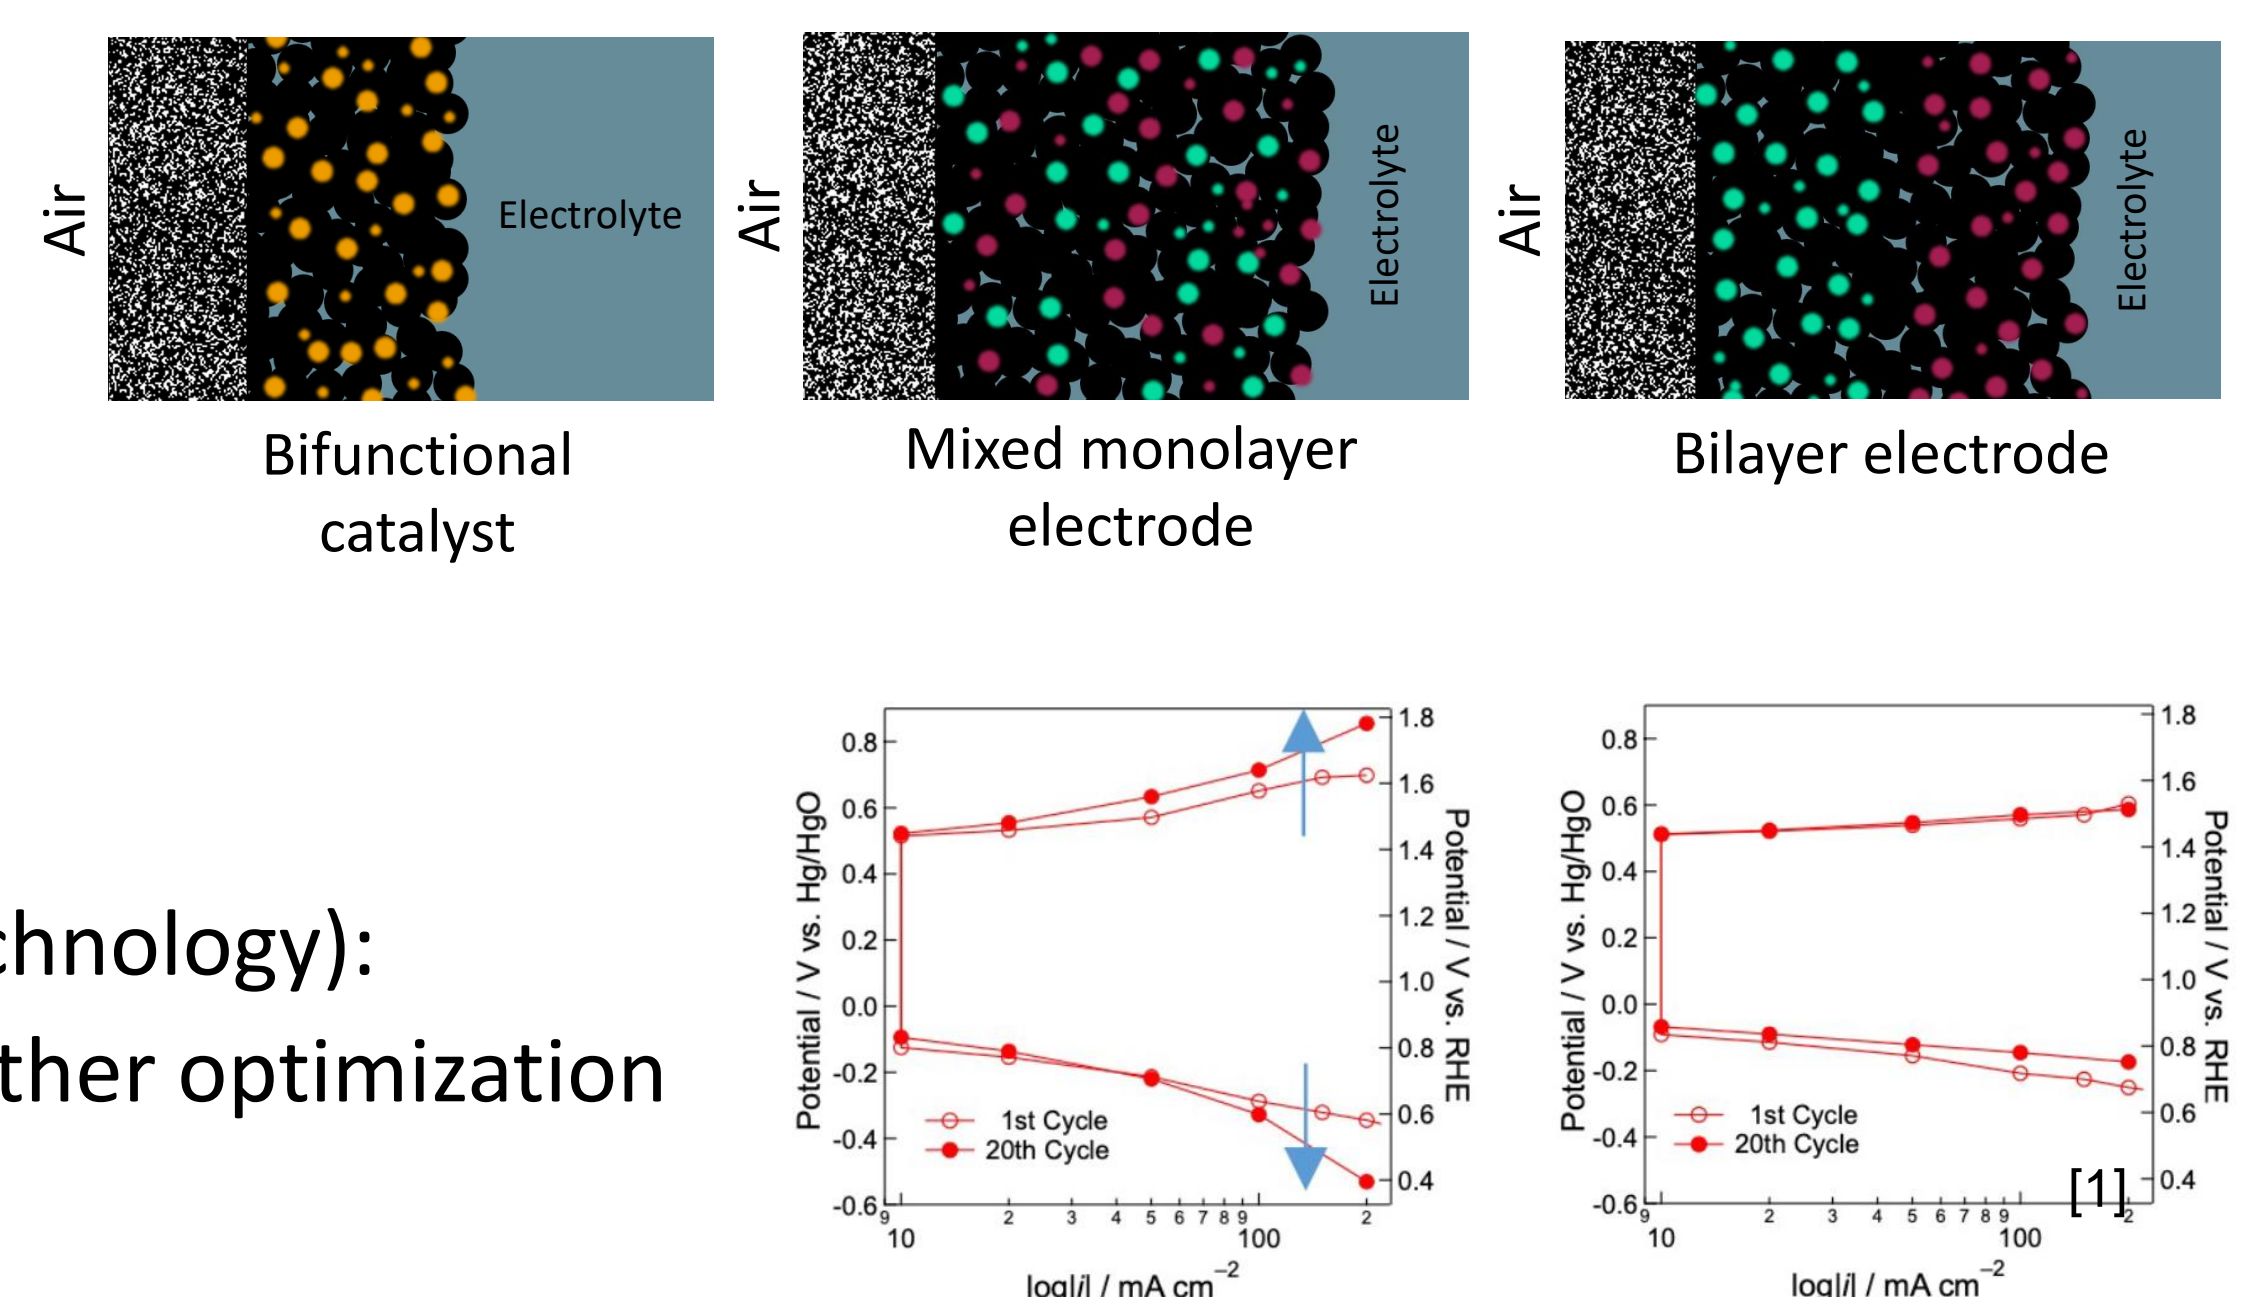 Air
Electrolyte
Bifunctional
catalyst
Air
Electrolyte
Mixed monolayer
electrode
Air
Electrolyte
Bilayer electrode
chnology):
ther optimization
Potential / V vs. Hg/HgO
0.8
0.6
0.4
0.2
0.0
-0.2
-0.4
-0.6
1.8
1.6
1.4
1.2
1.0
0.8
0.6
0.4
Potential / V vs. RHE
1st Cycle
20th Cycle
9 2 3 4 5 6 7 8 9 2
10 100
log|i| / mA cm⁻²
Potential / V vs. Hg/HgO
0.8
0.6
0.4
0.2
0.0
-0.2
-0.4
-0.6
1.8
1.6
1.4
1.2
1.0
0.8
0.6
0.4
Potential / V vs. RHE
1st Cycle
20th Cycle
[1]
9 2 3 4 5 6 7 8 9 2
10 100
log|i| / mA cm⁻²